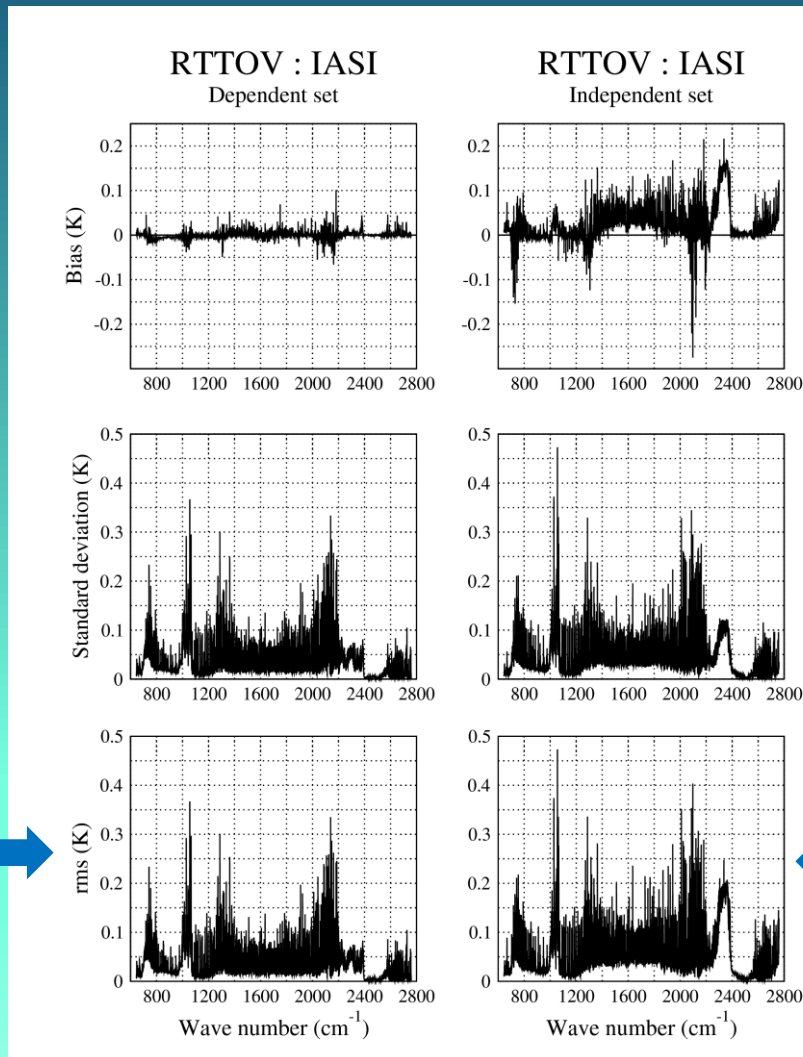 RTTOV : IASI
Dependent set
RTTOV : IASI
Independent set
Bias (K)
0.2
0.1
0
-0.1
-0.2
800 1200 1600 2000 2400 2800
0.2
0.1
0
-0.1
-0.2
800 1200 1600 2000 2400 2800
Standard deviation (K)
0.5
0.4
0.3
0.2
0.1
0
800 1200 1600 2000 2400 2800
0.5
0.4
0.3
0.2
0.1
0
800 1200 1600 2000 2400 2800
rms (K)
0.5
0.4
0.3
0.2
0.1
0
800 1200 1600 2000 2400 2800
Wave number (cm⁻¹)
0.5
0.4
0.3
0.2
0.1
0
800 1200 1600 2000 2400 2800
Wave number (cm⁻¹)